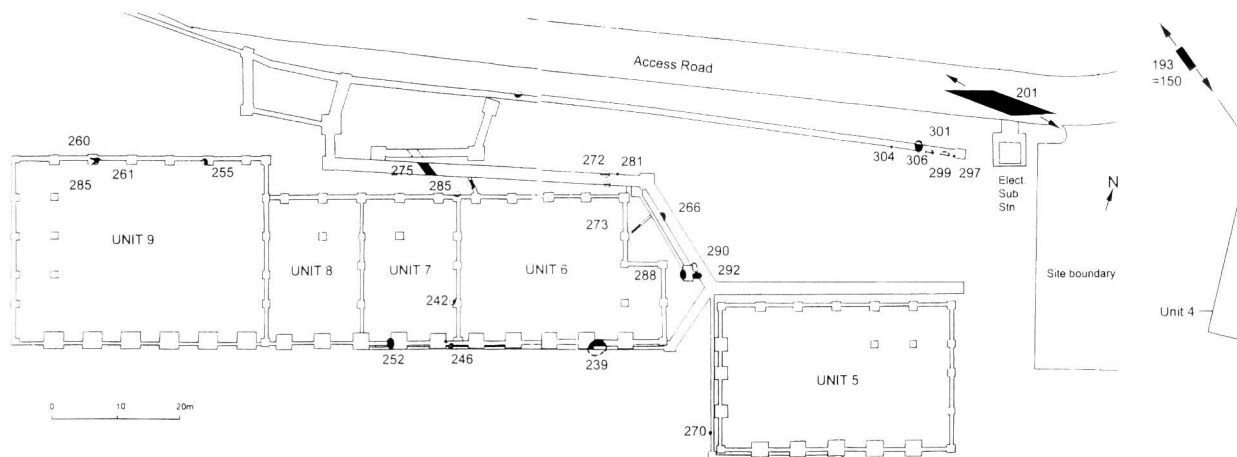 Access Road
193
=150
201
301
304 306
299 297
Elect
Sub
Stn
N
260
261
255
285
275
285
272 281
273
266
290
292
288
UNIT 9
UNIT 8
UNIT 7
UNIT 6
242
252
246
239
UNIT 5
270
Site boundary
Unit 4
0 10 20m